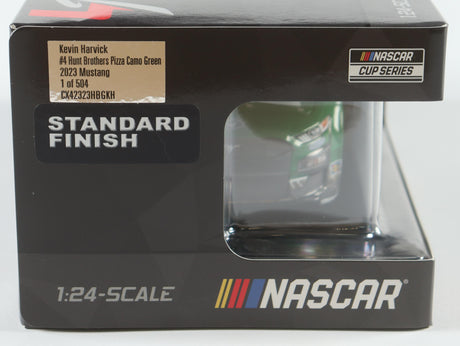 Kevin Harvick
#4 Hunt Brothers Pizza Camo Green
2023 Mustang
1 of 504
CX42323HBGKH
STANDARD
FINISH
NASCAR
CUP SERIES
1:24-SCALE
NASCAR